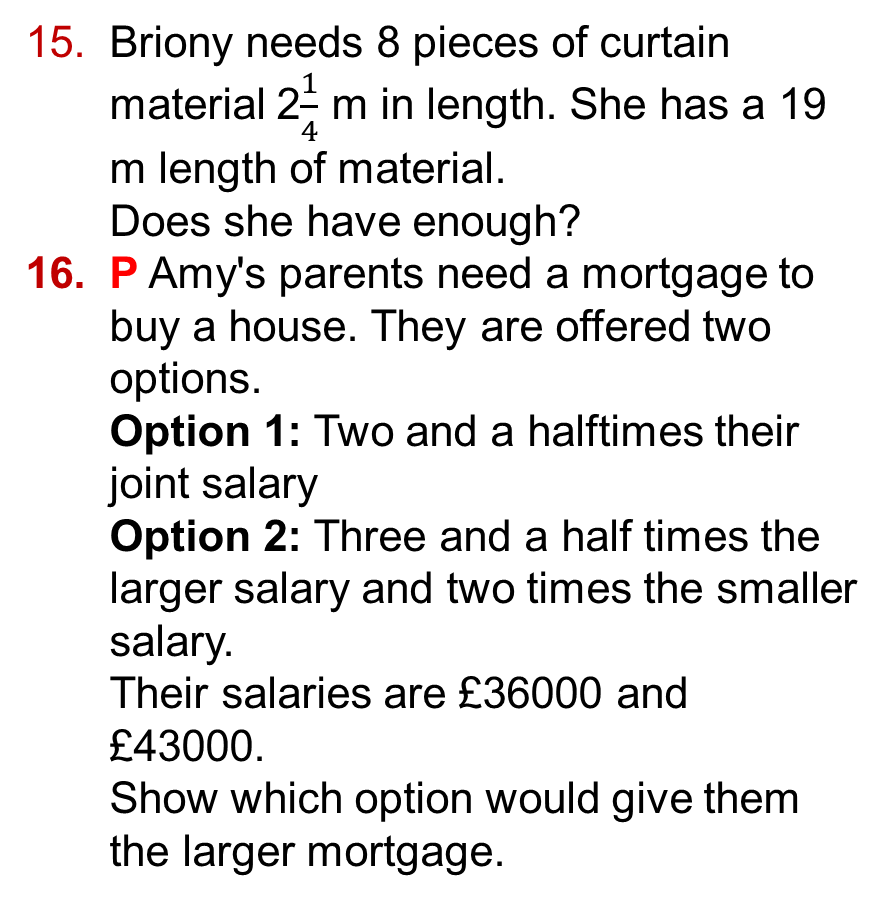 15. Briony needs 8 pieces of curtain
material 2 1/4 m in length. She has a 19
m length of material.
Does she have enough?
16. P Amy's parents need a mortgage to
buy a house. They are offered two
options.
Option 1: Two and a halftimes their
joint salary
Option 2: Three and a half times the
larger salary and two times the smaller
salary.
Their salaries are £36000 and
£43000.
Show which option would give them
the larger mortgage.